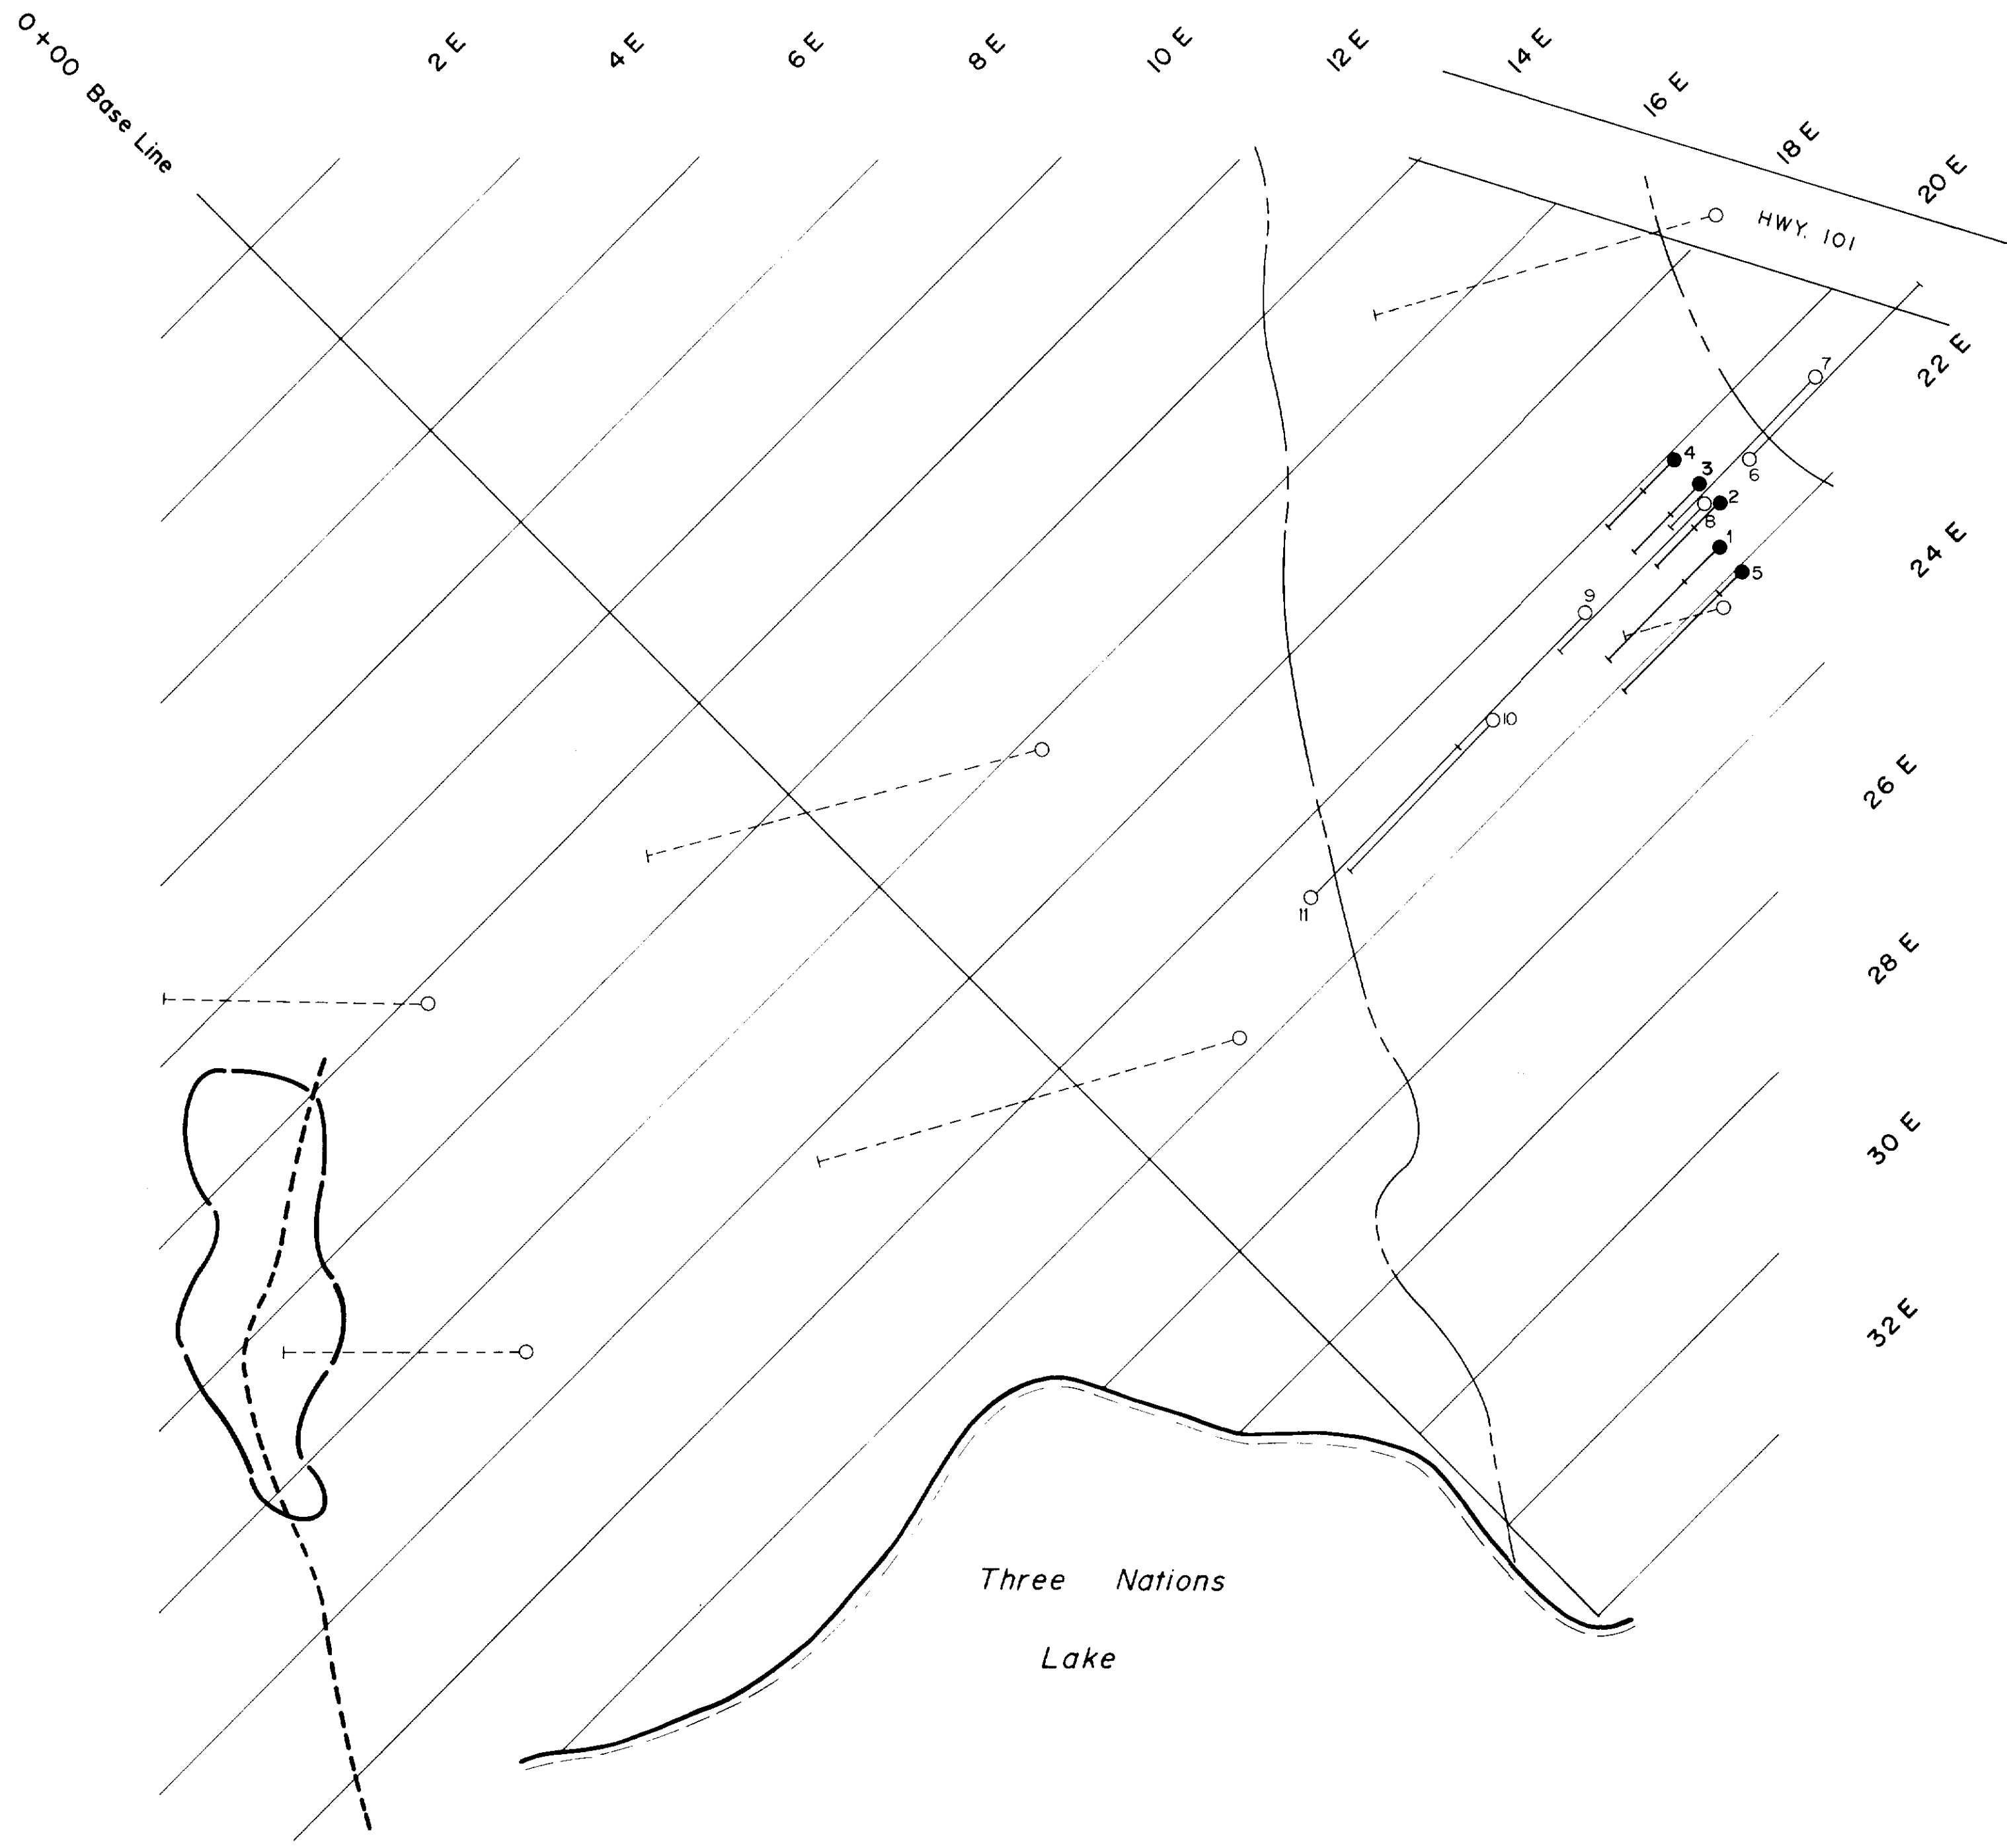 0+00 Base Line
2 E
4 E
6 E
8 E
10 E
12 E
14 E
16 E
18 E
20 E
HWY. 101
22 E
7
4
3
6
2
8
1
24 E
5
9
10
26 E
11
28 E
30 E
32 E
Three Nations
Lake